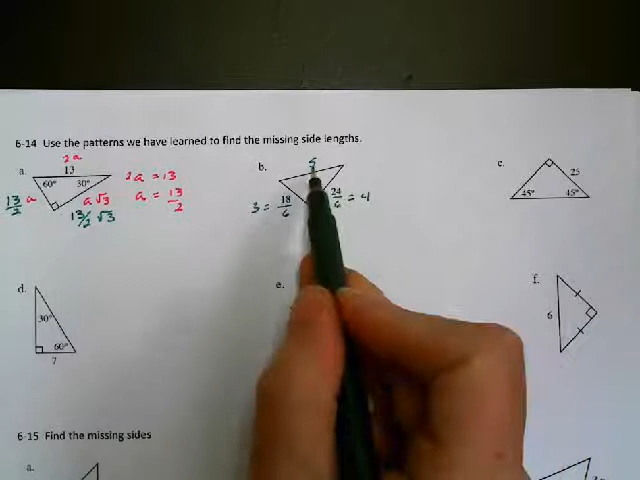 6-14 Use the patterns we have learned to find the missing side lengths.
a.
2a
13
60° 30°
13/2 a
a√3
13/2 √3
2a = 13
a = 13/2
b.
5
3 = 18/6
24/6 = 4
c.
25
45° 45°
d.
30°
60°
7
e.
f.
6
6-15 Find the missing sides
a.